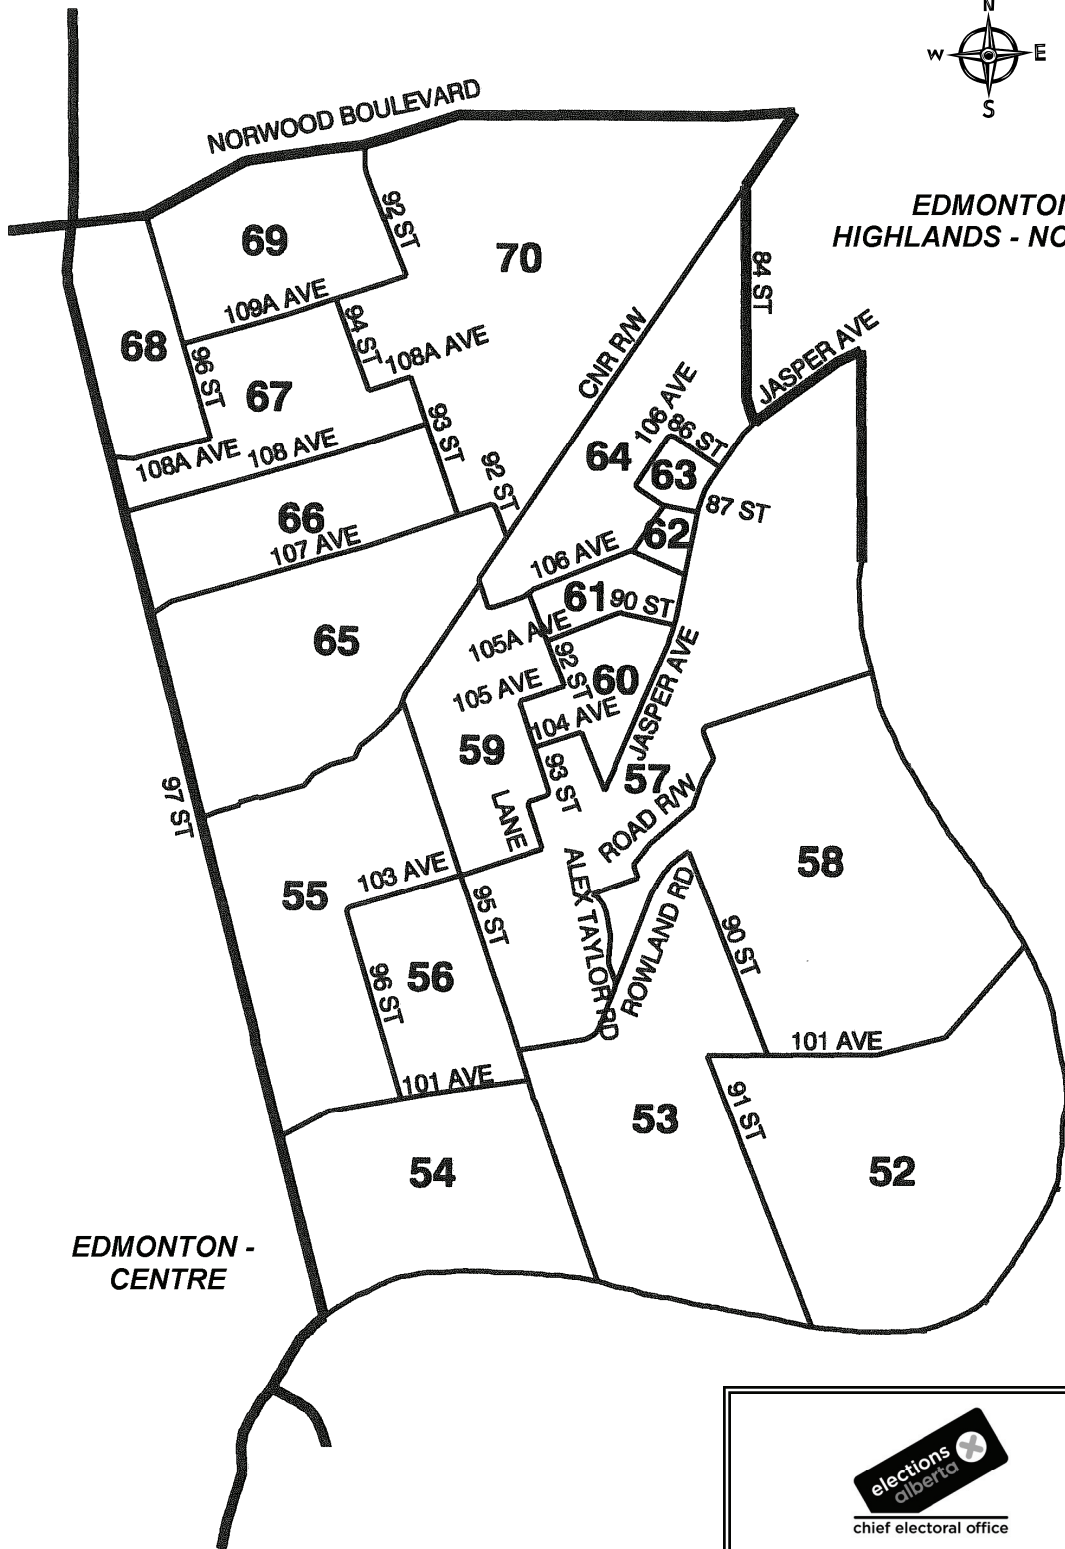 N
W E
S
NORWOOD BOULEVARD
EDMONTON
HIGHLANDS - NO
92 ST
69
70
84 ST
109A AVE
94 ST
CNR R/W
JASPER AVE
68
96 ST
108A AVE
67
106 AVE
86 ST
93 ST
108A AVE
108 AVE
64
63
92 ST
87 ST
66
107 AVE
62
106 AVE
61
90 ST
65
105A AVE
92 ST
60
JASPER AVE
105 AVE
104 AVE
59
93 ST
57
97 ST
LANE
ROAD R/W
58
103 AVE
55
ALEX TAYLOR RD
ROWLAND RD
95 ST
90 ST
96 ST
56
101 AVE
101 AVE
53
91 ST
54
52
EDMONTON -
CENTRE
elections
alberta
chief electoral office